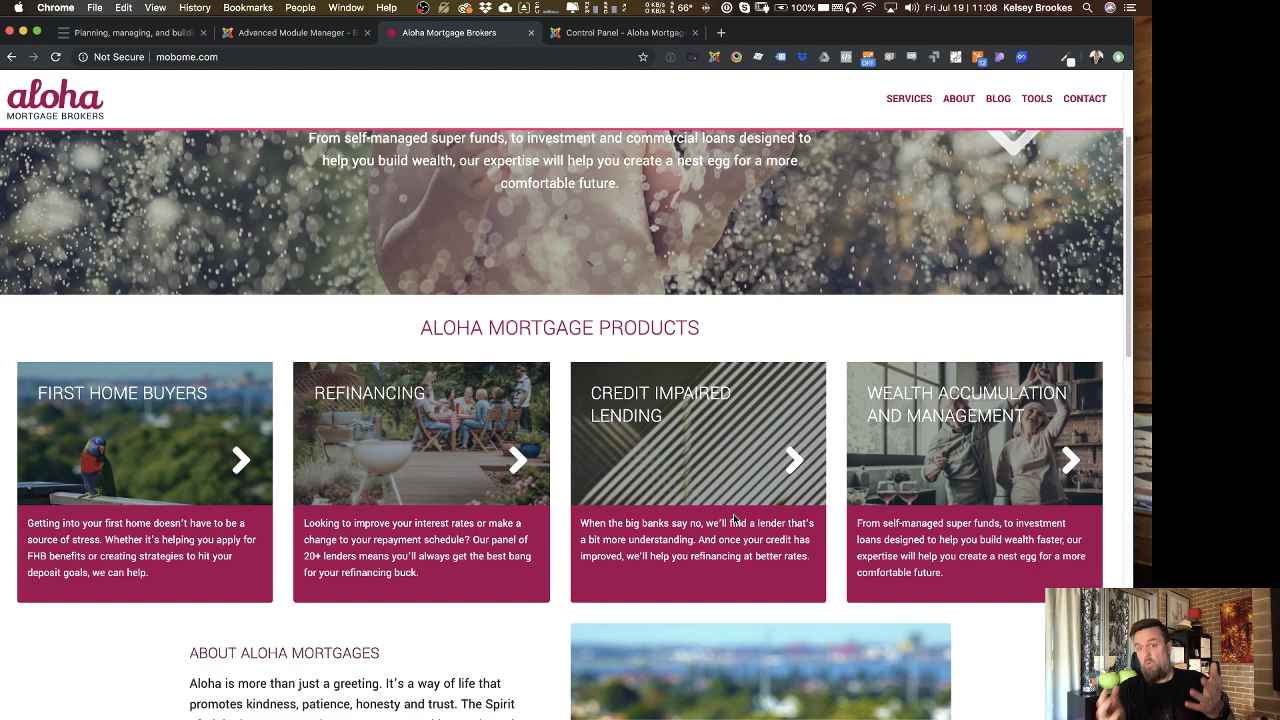 Chrome File Edit View History Bookmarks People Window Help
100% Fri Jul 19 11:08 Kelsey Brookes
Planning, managing, and buildi
Advanced Module Manager - B
Aloha Mortgage Brokers
Control Panel - Aloha Mortgag
Not Secure mobome.com
OFF
12
aloha
MORTGAGE BROKERS
SERVICES ABOUT BLOG TOOLS CONTACT
From self-managed super funds, to investment and commercial loans designed to
help you build wealth, our expertise will help you create a nest egg for a more
comfortable future.
ALOHA MORTGAGE PRODUCTS
FIRST HOME BUYERS
Getting into your first home doesn't have to be a
source of stress. Whether it's helping you apply for
FHB benefits or creating strategies to hit your
deposit goals, we can help.
REFINANCING
Looking to improve your interest rates or make a
change to your repayment schedule? Our panel of
20+ lenders means you'll always get the best bang
for your refinancing buck.
CREDIT IMPAIRED
LENDING
When the big banks say no, we'll find a lender that's
a bit more understanding. And once your credit has
improved, we'll help you refinancing at better rates.
WEALTH ACCUMULATION
AND MANAGEMENT
From self-managed super funds, to investment
loans designed to help you build wealth faster, our
expertise will help you create a nest egg for a more
comfortable future.
ABOUT ALOHA MORTGAGES
Aloha is more than just a greeting. It's a way of life that
promotes kindness, patience, honesty and trust. The Spirit